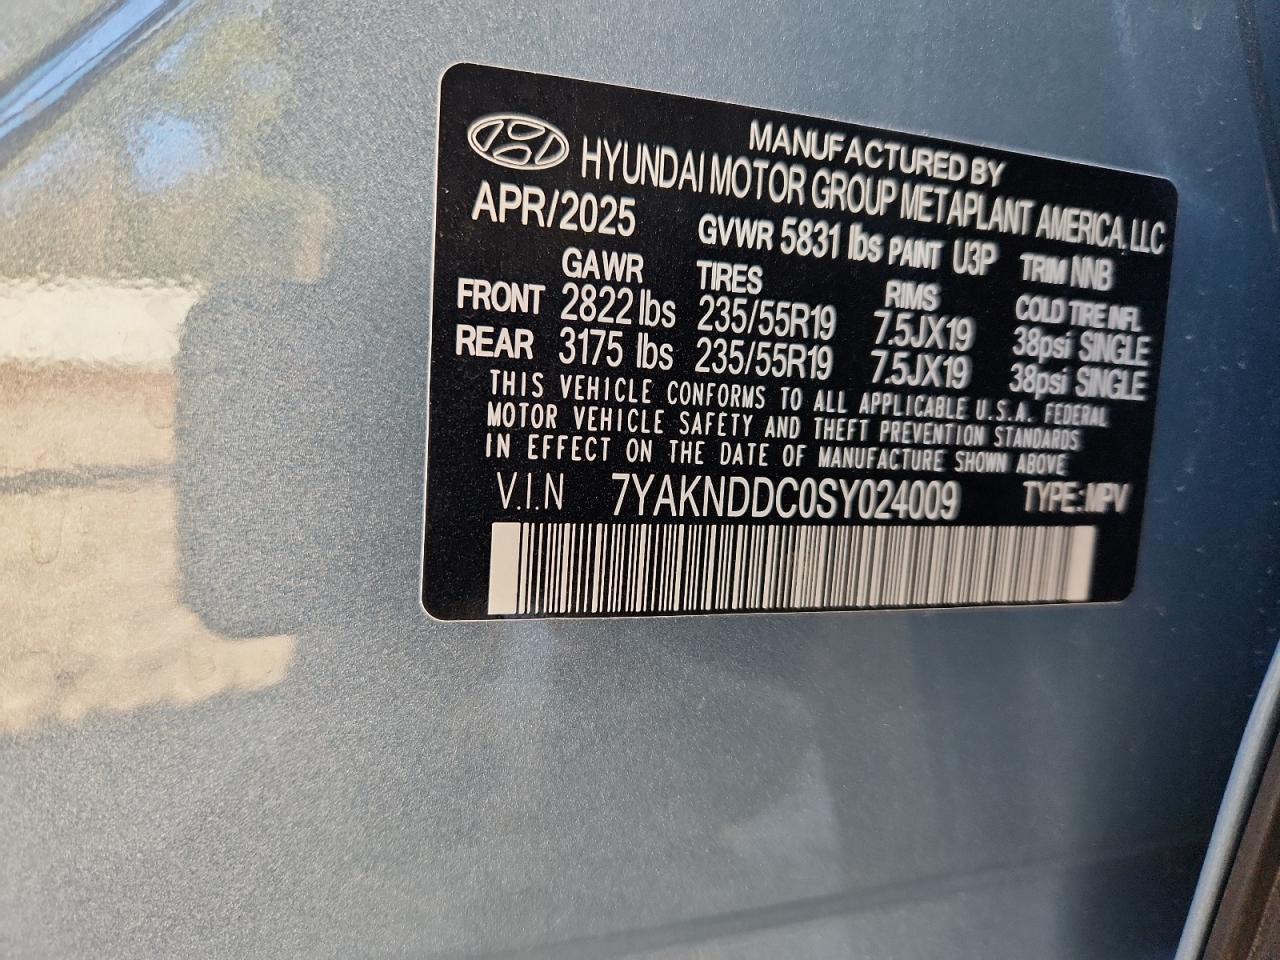 MANUFACTURED BY
HYUNDAI MOTOR GROUP METAPLANT AMERICA, LLC
APR/2025 GVWR 5831 lbs PAINT U3P TRIM NNB
GAWR TIRES RIMS COLD TIRE INFL
FRONT 2822 lbs 235/55R19 7.5JX19 38psi SINGLE
REAR 3175 lbs 235/55R19 7.5JX19 38psi SINGLE
THIS VEHICLE CONFORMS TO ALL APPLICABLE U.S.A. FEDERAL
MOTOR VEHICLE SAFETY AND THEFT PREVENTION STANDARDS
IN EFFECT ON THE DATE OF MANUFACTURE SHOWN ABOVE
V.I.N 7YAKNDDC0SY024009 TYPE: MPV